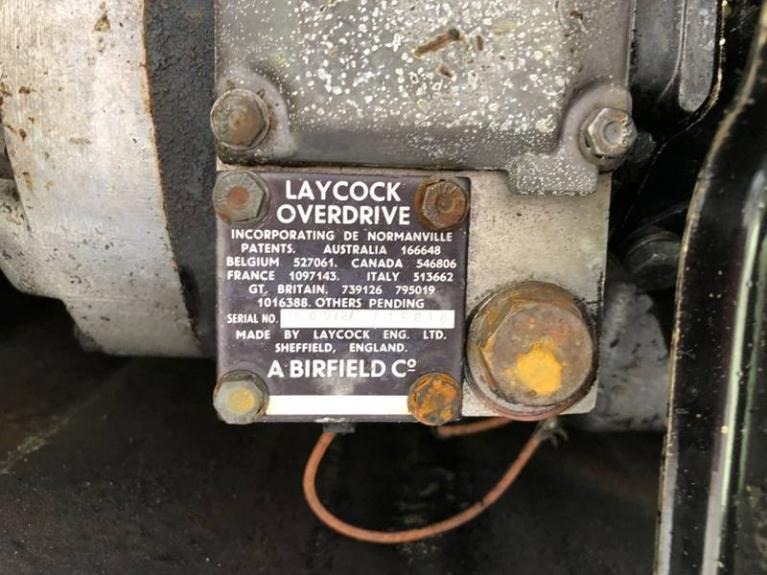 LAYCOCK
OVERDRIVE
INCORPORATING DE NORMANVILLE
PATENTS. AUSTRALIA 166648
BELGIUM 527061. CANADA 546806
FRANCE 1097143. ITALY 513662
GT. BRITAIN. 739126 795019
1016388. OTHERS PENDING
SERIAL NO.
MADE BY LAYCOCK ENG. LTD.
SHEFFIELD, ENGLAND.
A BIRFIELD Cº